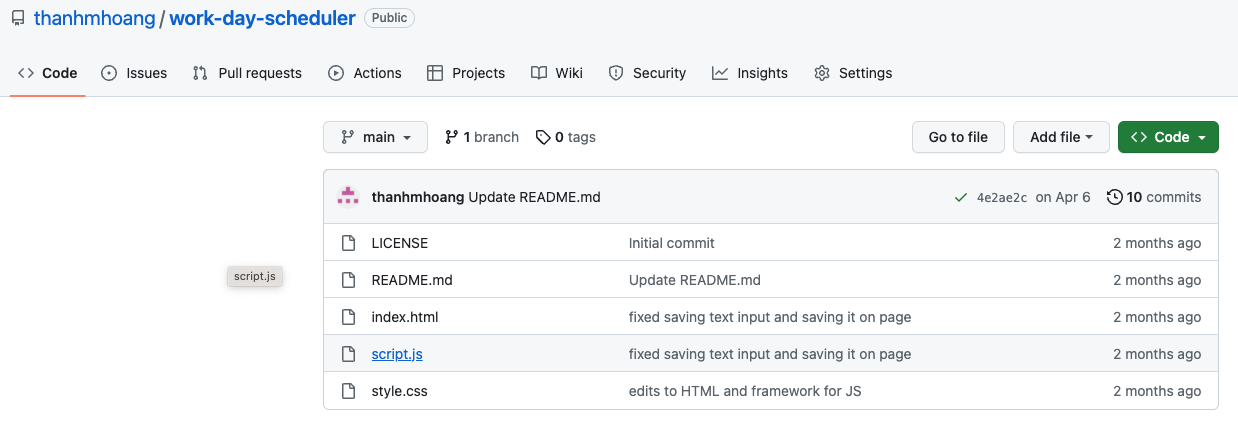 thanhmhoang / work-day-scheduler Public
Code Issues Pull requests Actions Projects Wiki Security Insights Settings
main 1 branch 0 tags Go to file Add file Code
thanhmhoang Update README.md 4e2ae2c on Apr 6 10 commits
LICENSE Initial commit 2 months ago
script.js
README.md Update README.md 2 months ago
index.html fixed saving text input and saving it on page 2 months ago
script.js fixed saving text input and saving it on page 2 months ago
style.css edits to HTML and framework for JS 2 months ago